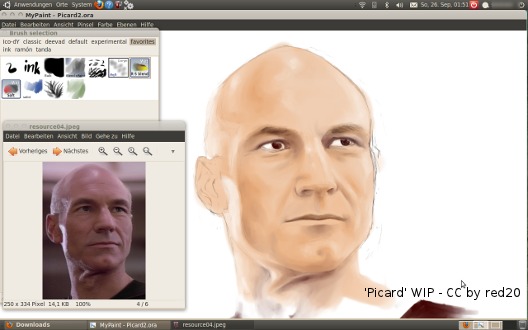 Anwendungen Orte System
So, 26. Sep, 01:51
MyPaint - Picard2.ora
Datei Bearbeiten Ansicht Pinsel Farbe Ebenen Hilfe
Brush selection
classic deevad default experimental favorites
ink ramón tanda
resource04.jpeg
Datei Bearbeiten Ansicht Bild Gehe zu Hilfe
Vorheriges Nächstes
250 x 334 Pixel 14,1 KB 100% 4 / 6
'Picard' WIP - CC by red20
Downloads MyPaint - Picard2.ora resource04.jpeg